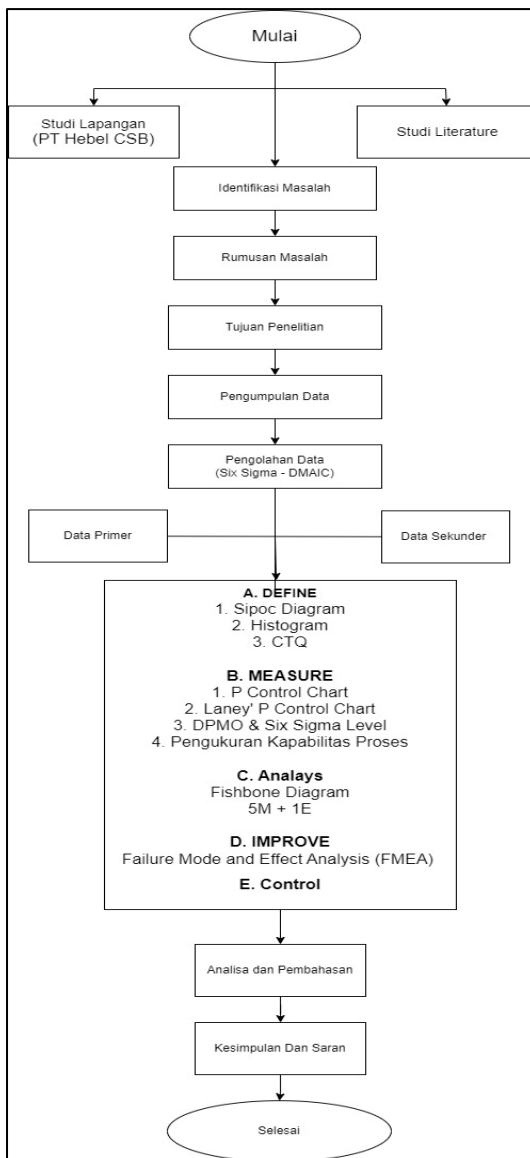 Mulai
Studi Lapangan
(PT Hebel CSB)
Studi Literature
Identifikasi Masalah
Rumusan Masalah
Tujuan Penelitian
Pengumpulan Data
Pengolahan Data
(Six Sigma - DMAIC)
Data Primer
Data Sekunder
A. DEFINE
1. Sipoc Diagram
2. Histogram
3. CTQ
B. MEASURE
1. P Control Chart
2. Laney' P Control Chart
3. DPMO & Six Sigma Level
4. Pengukuran Kapabilitas Proses
C. Analays
Fishbone Diagram
5M + 1E
D. IMPROVE
Failure Mode and Effect Analysis (FMEA)
E. Control
Analisa dan Pembahasan
Kesimpulan Dan Saran
Selesai